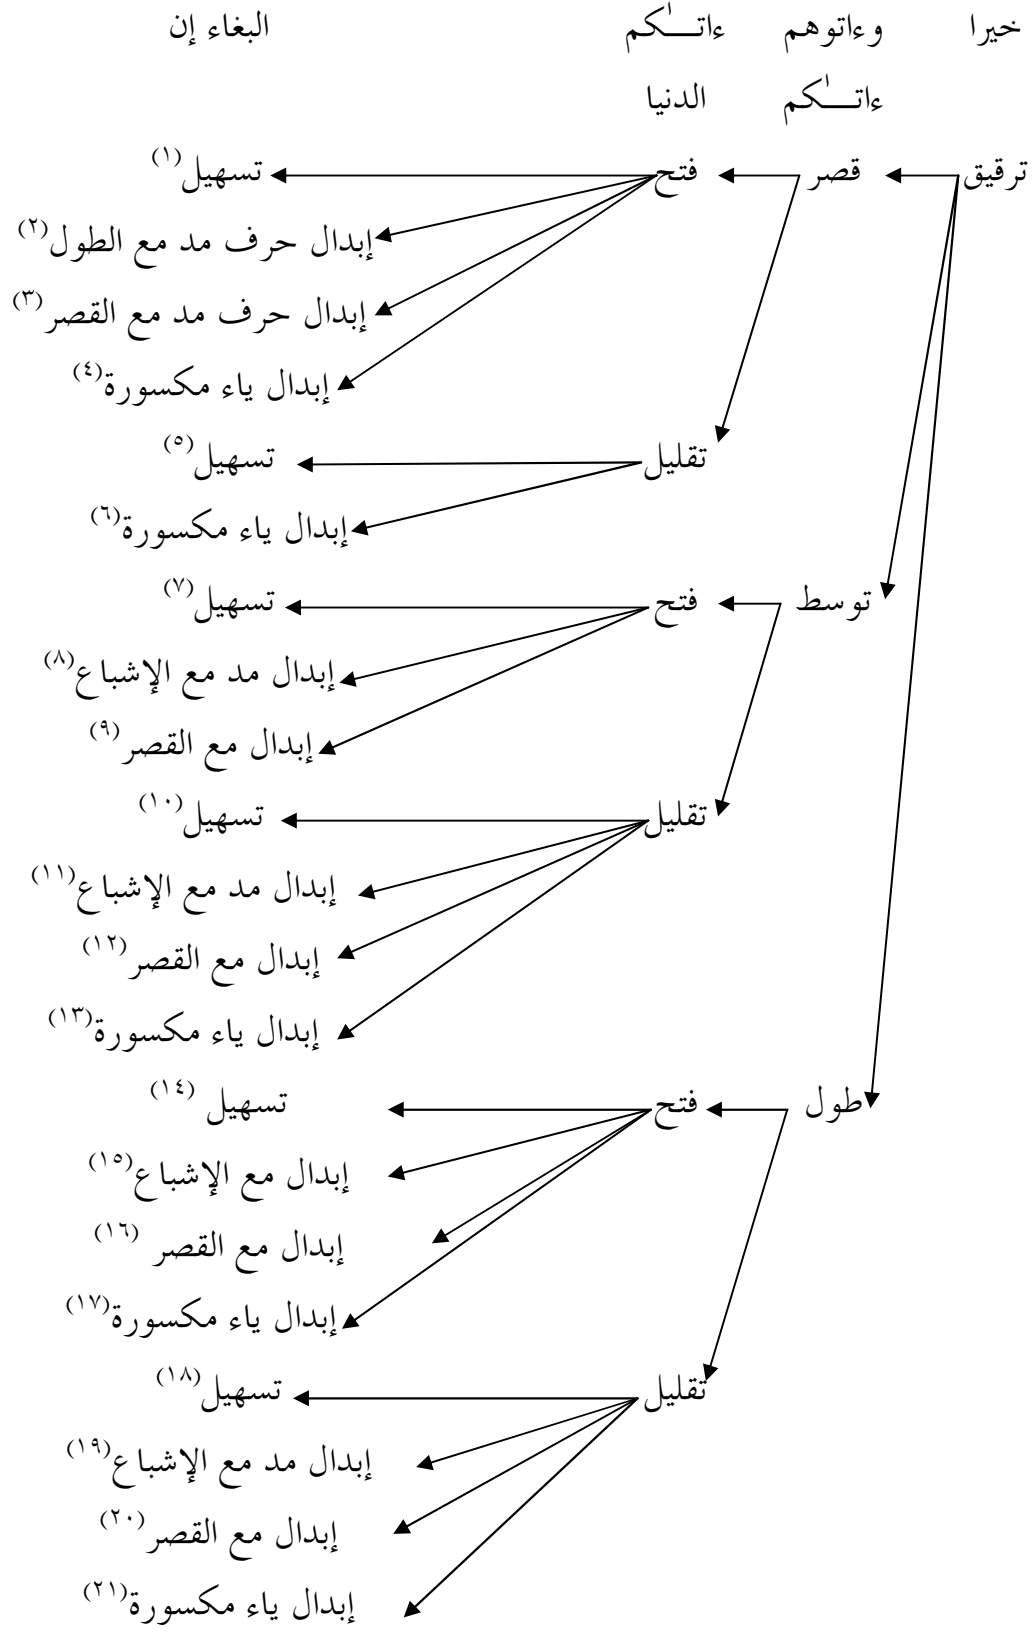 خيرا وءاتوهم ءاتىٰكم البغاء إن
ءاتىٰكم الدنيا
ترقيق قصر فتح تسهيل(١)
إبدال حرف مد مع الطول(٢)
إبدال حرف مد مع القصر(٣)
إبدال ياء مكسورة(٤)
تقليل تسهيل(٥)
إبدال ياء مكسورة(٦)
توسط فتح تسهيل(٧)
إبدال مد مع الإشباع(٨)
إبدال مع القصر(٩)
تقليل تسهيل(١٠)
إبدال مد مع الإشباع(١١)
إبدال مع القصر(١٢)
إبدال ياء مكسورة(١٣)
طول فتح تسهيل (١٤)
إبدال مع الإشباع(١٥)
إبدال مع القصر (١٦)
إبدال ياء مكسورة(١٧)
تقليل تسهيل(١٨)
إبدال مد مع الإشباع(١٩)
إبدال مع القصر(٢٠)
إبدال ياء مكسورة(٢١)